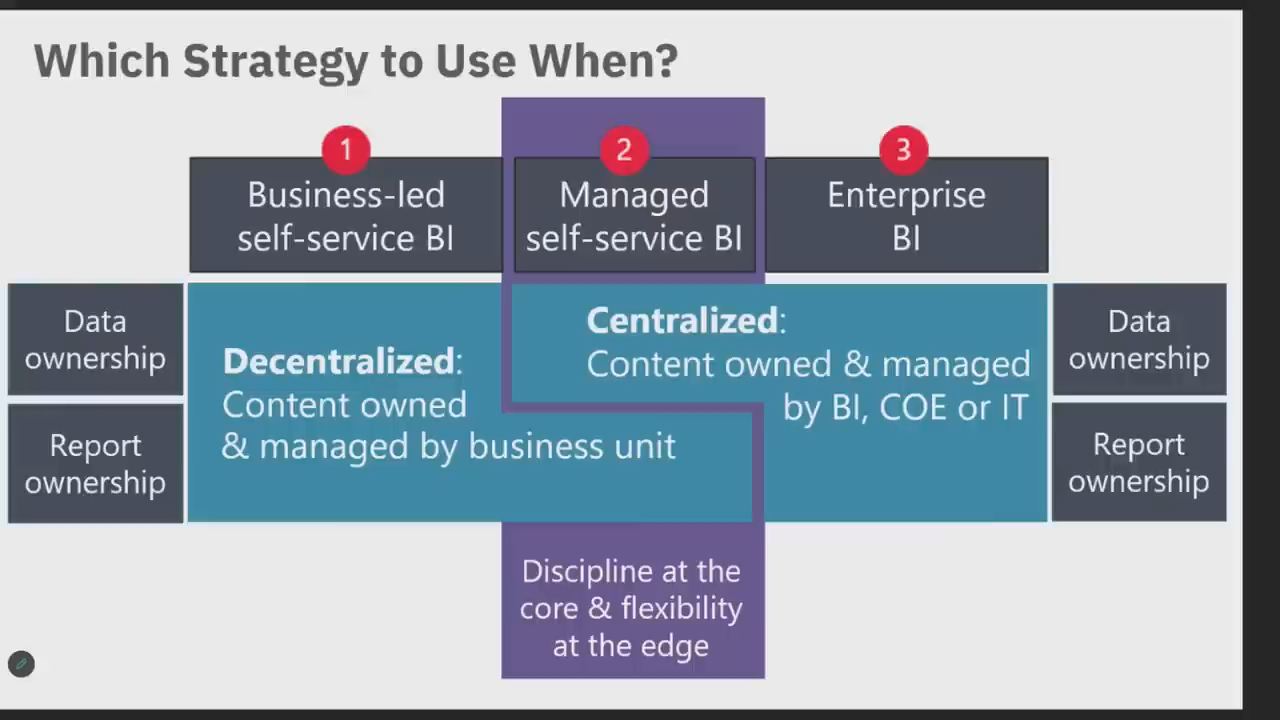 Which Strategy to Use When?
1
Business-led
self-service BI
2
Managed
self-service BI
3
Enterprise
BI
Data
ownership
Report
ownership
Decentralized:
Content owned
& managed by business unit
Centralized:
Content owned & managed
by BI, COE or IT
Data
ownership
Report
ownership
Discipline at the
core & flexibility
at the edge